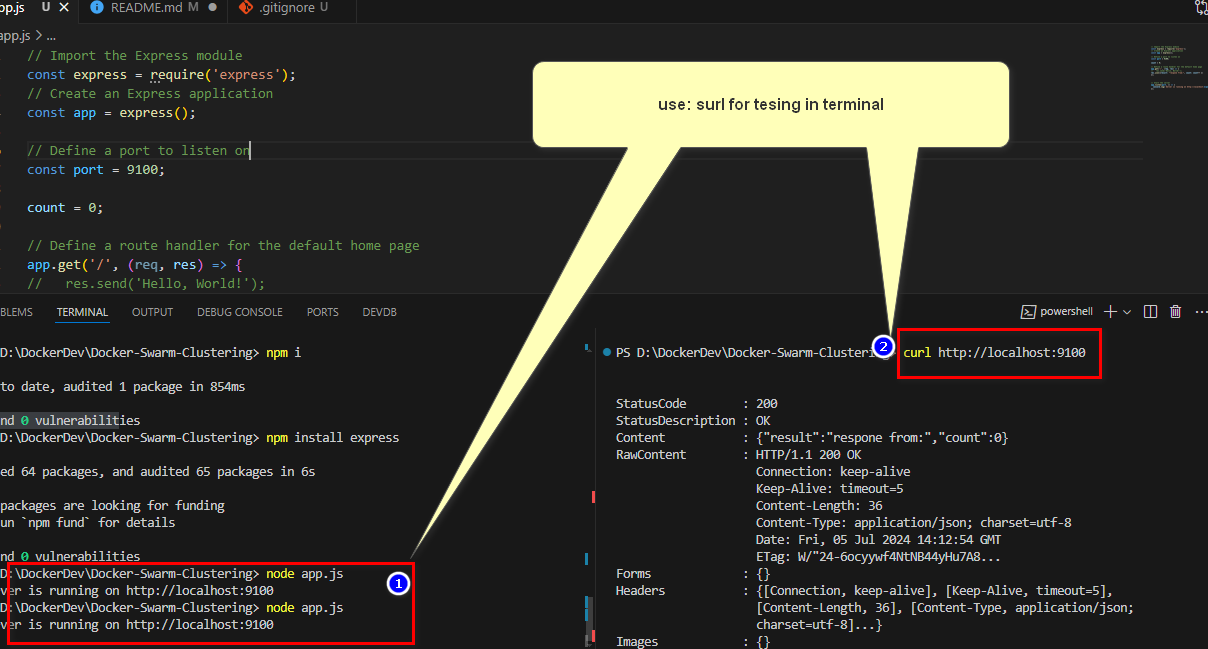 pp.js U
README.md M
.gitignore U
app.js > ...
// Import the Express module
const express = require('express');
// Create an Express application
const app = express();
// Define a port to listen on
const port = 9100;
count = 0;
// Define a route handler for the default home page
app.get('/', (req, res) => {
//   res.send('Hello, World!');
use: surl for tesing in terminal
BLEMS TERMINAL OUTPUT DEBUG CONSOLE PORTS DEVDB
powershell
D:\DockerDev\Docker-Swarm-Clustering> npm i
to date, audited 1 package in 854ms
nd 0 vulnerabilities
D:\DockerDev\Docker-Swarm-Clustering> npm install express
ed 64 packages, and audited 65 packages in 6s
packages are looking for funding
un `npm fund` for details
nd 0 vulnerabilities
D:\DockerDev\Docker-Swarm-Clustering> node app.js
ver is running on http://localhost:9100
D:\DockerDev\Docker-Swarm-Clustering> node app.js
ver is running on http://localhost:9100
1
PS D:\DockerDev\Docker-Swarm-Clustering> curl http://localhost:9100
2
StatusCode : 200
StatusDescription : OK
Content : {"result":"respone from:","count":0}
RawContent : HTTP/1.1 200 OK
Connection: keep-alive
Keep-Alive: timeout=5
Content-Length: 36
Content-Type: application/json; charset=utf-8
Date: Fri, 05 Jul 2024 14:12:54 GMT
ETag: W/"24-6ocyywf4NtNB44yHu7A8...
Forms : {}
Headers : {[Connection, keep-alive], [Keep-Alive, timeout=5],
[Content-Length, 36], [Content-Type, application/json;
charset=utf-8]...}
Images : {}